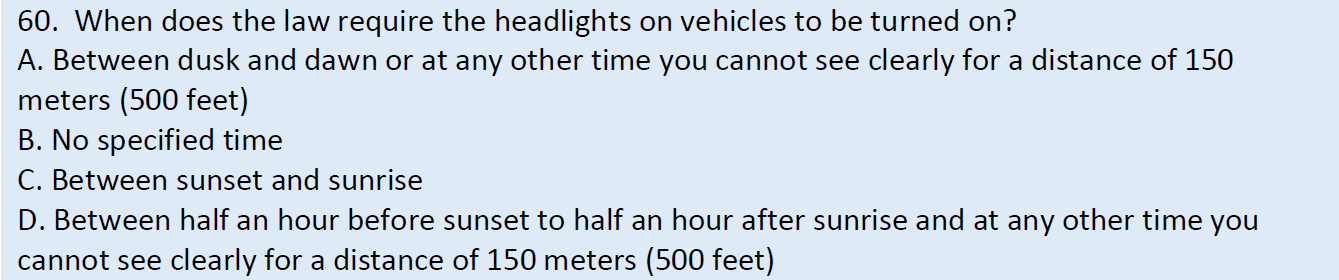 60.  When does the law require the headlights on vehicles to be turned on?
A. Between dusk and dawn or at any other time you cannot see clearly for a distance of 150
meters (500 feet)
B. No specified time
C. Between sunset and sunrise
D. Between half an hour before sunset to half an hour after sunrise and at any other time you
cannot see clearly for a distance of 150 meters (500 feet)